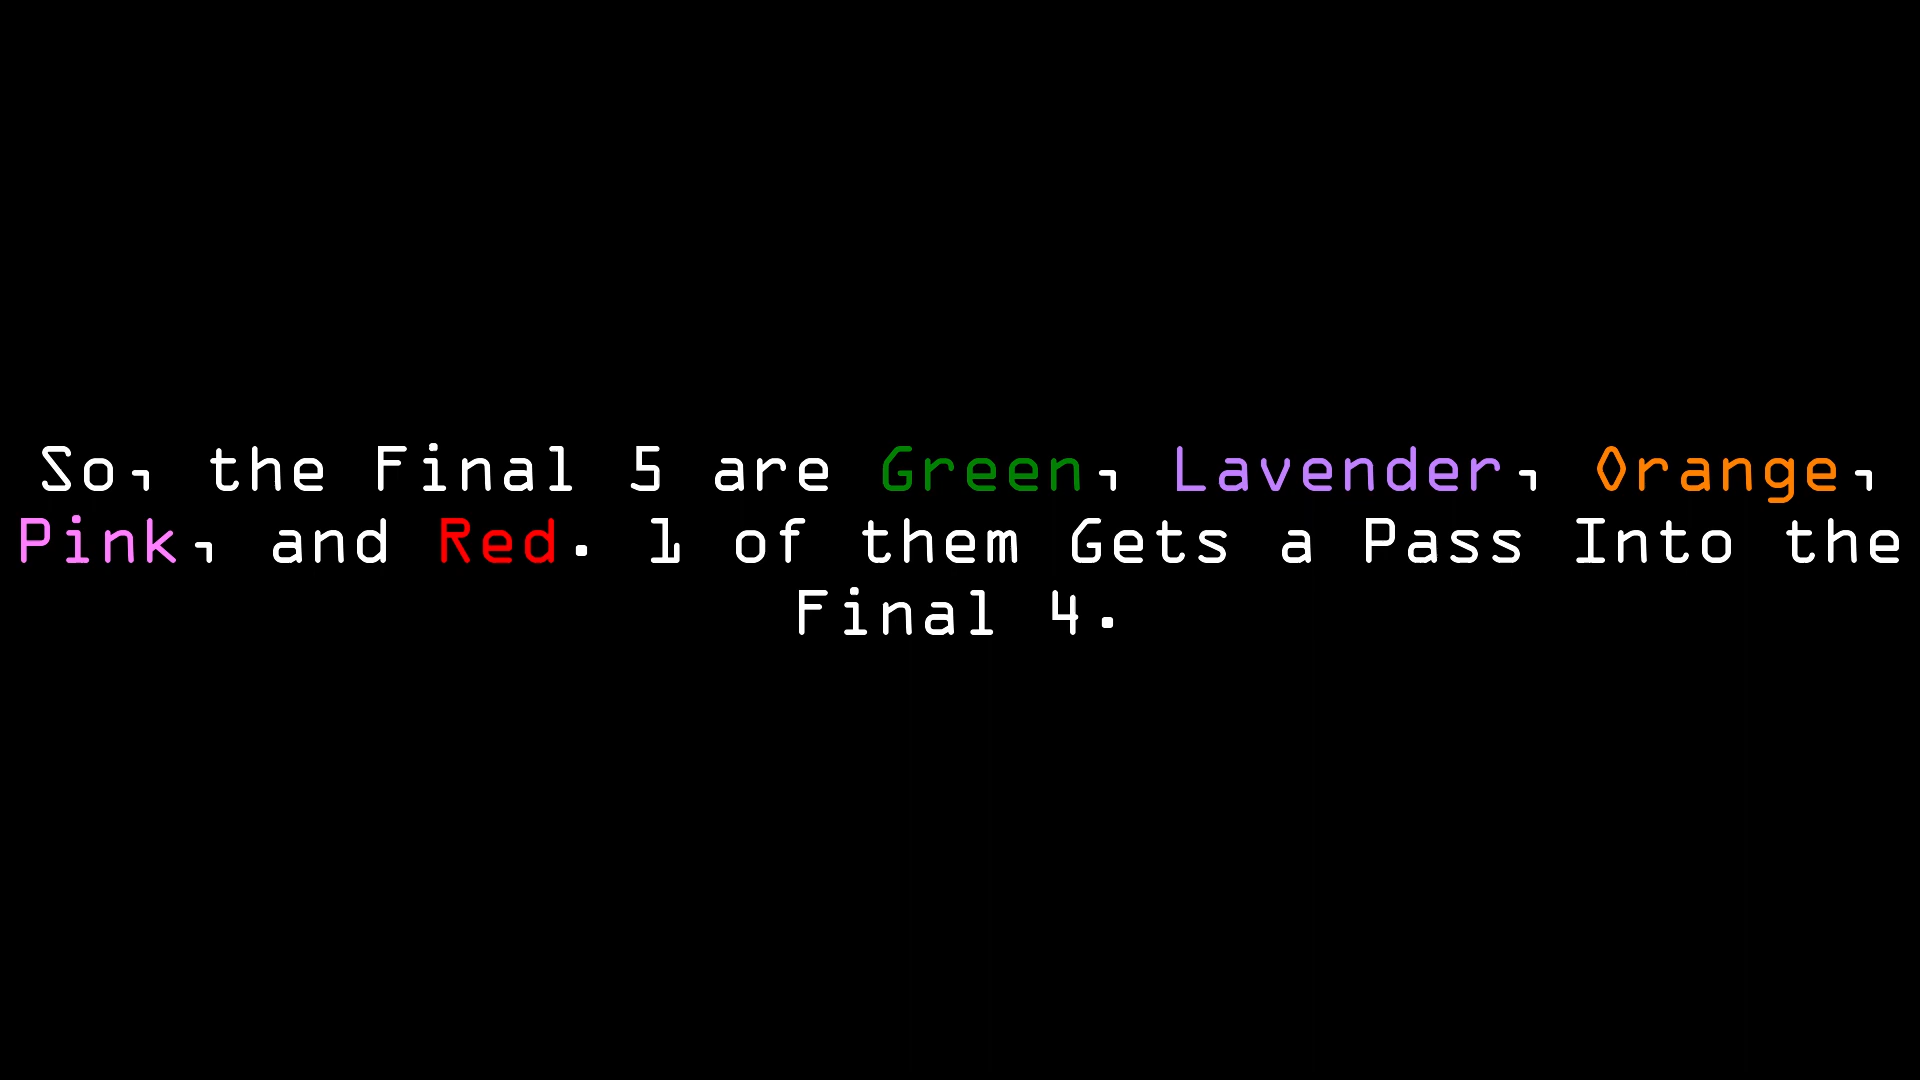 So, the Final 5 are Green, Lavender, Orange,
Pink, and Red. 1 of them Gets a Pass Into the
Final 4.